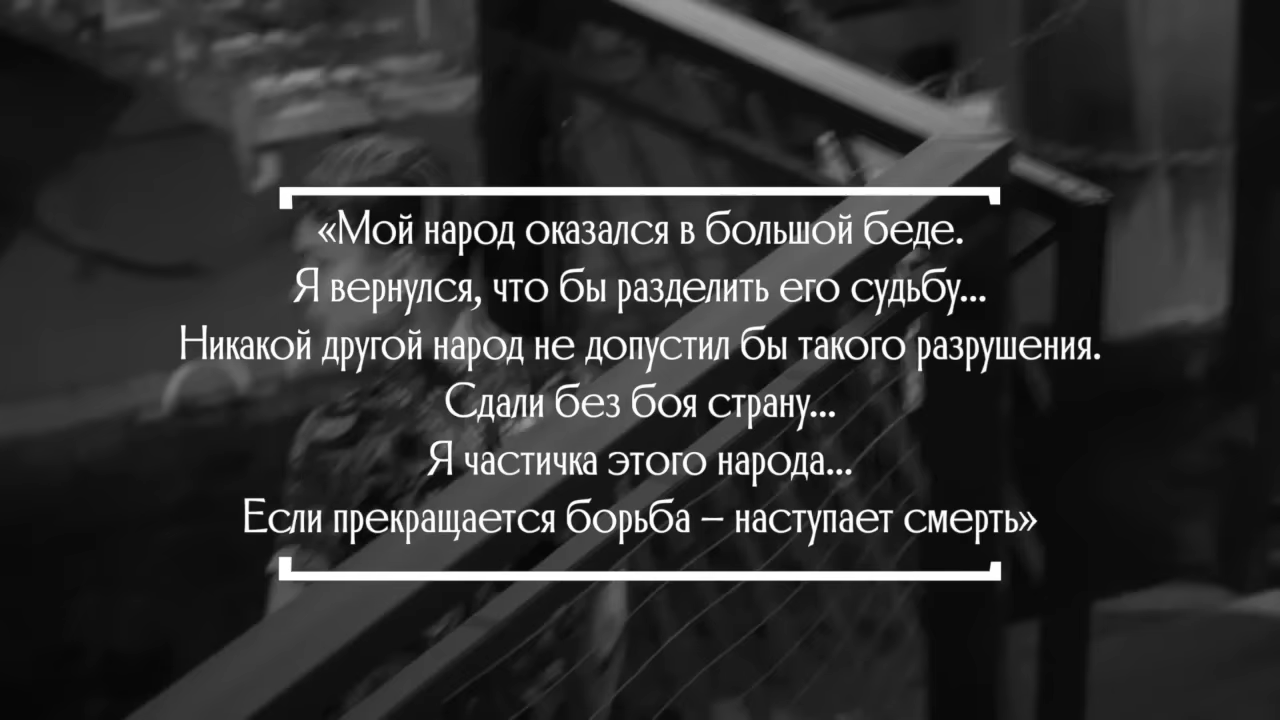 «Мой народ оказался в большой беде.
Я вернулся, что бы разделить его судьбу...
Никакой другой народ не допустил бы такого разрушения.
Сдали без боя страну...
Я частичка этого народа...
Если прекращается борьба – наступает смерть»